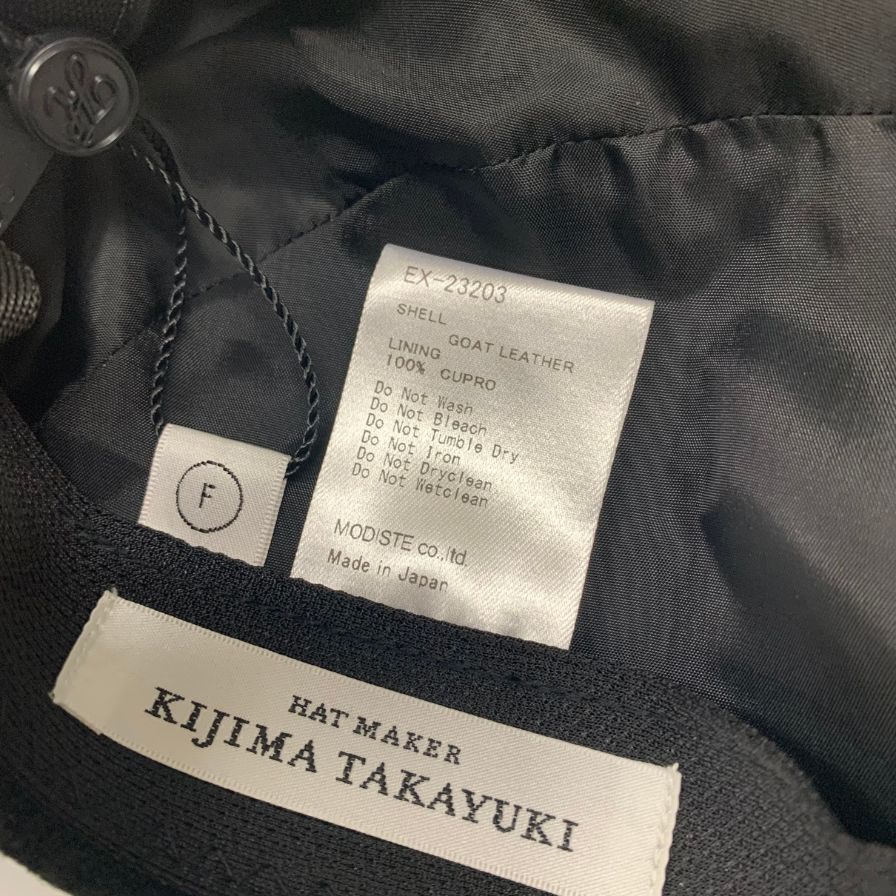 EX-23203
SHELL
GOAT LEATHER
LINING
100% CUPRO
Do Not Wash
Do Not Bleach
Do Not Tumble Dry
Do Not Iron
Do Not Dryclean
Do Not Wetclean
MODISTE co.,ltd.
Made in Japan
F
HAT MAKER
KIJIMA TAKAYUKI